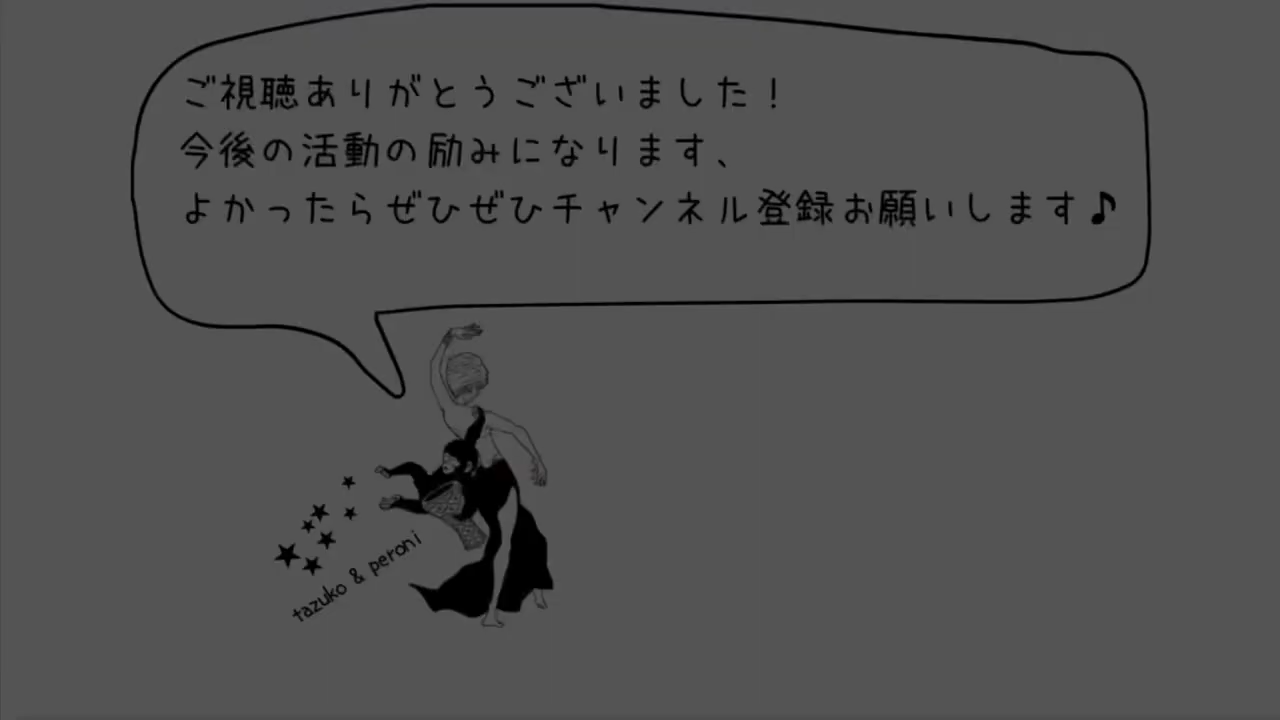 ご視聴ありがとうございました！
今後の活動の励みになります、
よかったらぜひぜひチャンネル登録お願いします♪
tazuko & peroni